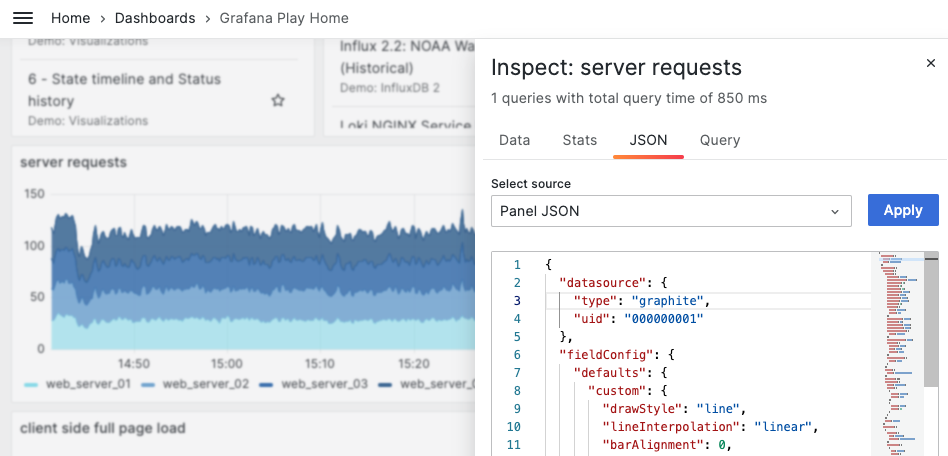 Home › Dashboards › Grafana Play Home
Demo: Visualizations
6 - State timeline and Status
history
Demo: Visualizations
Influx 2.2: NOAA Wa
(Historical)
Demo: InfluxDB 2
Loki NGINX Service
server requests
150
100
50
0
14:50 15:00 15:10 15:20
web_server_01 web_server_02 web_server_03 web_server_
client side full page load
Inspect: server requests
1 queries with total query time of 850 ms
Data Stats JSON Query
Select source
Panel JSON
Apply
1 {
2 "datasource": {
3 "type": "graphite",
4 "uid": "000000001"
5 },
6 "fieldConfig": {
7 "defaults": {
8 "custom": {
9 "drawStyle": "line",
10 "lineInterpolation": "linear",
11 "barAlignment": 0,